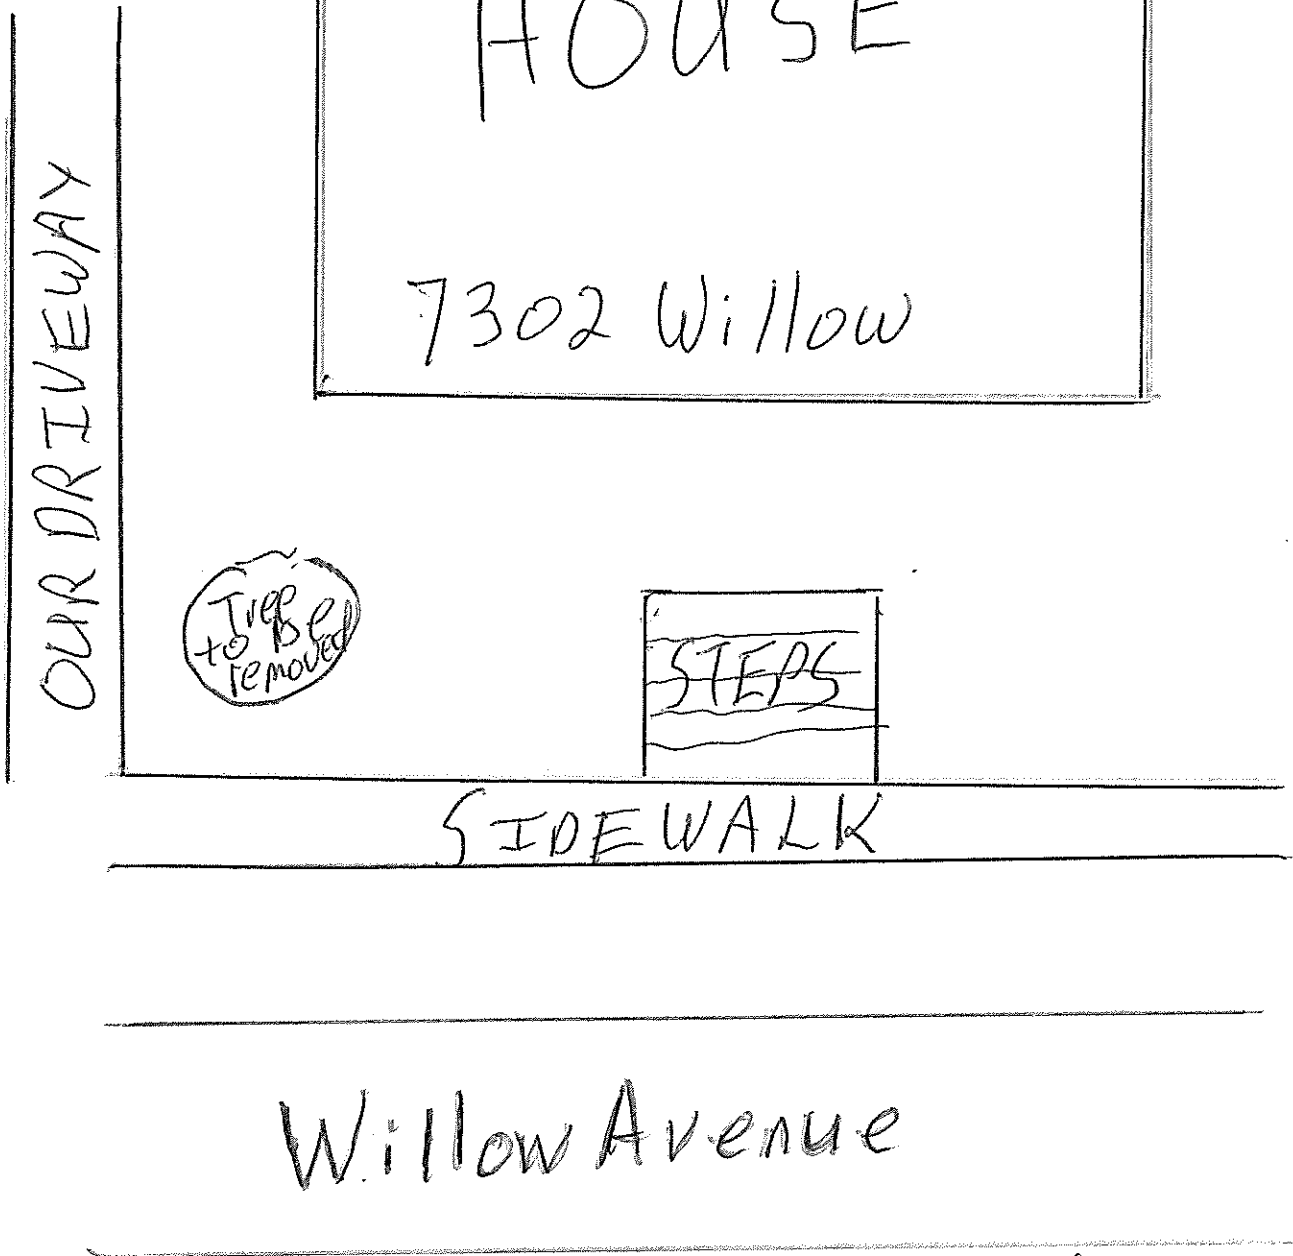 HOUSE
7302 Willow
OUR DRIVEWAY
Tree
to be
removed
STEPS
SIDEWALK
Willow Avenue